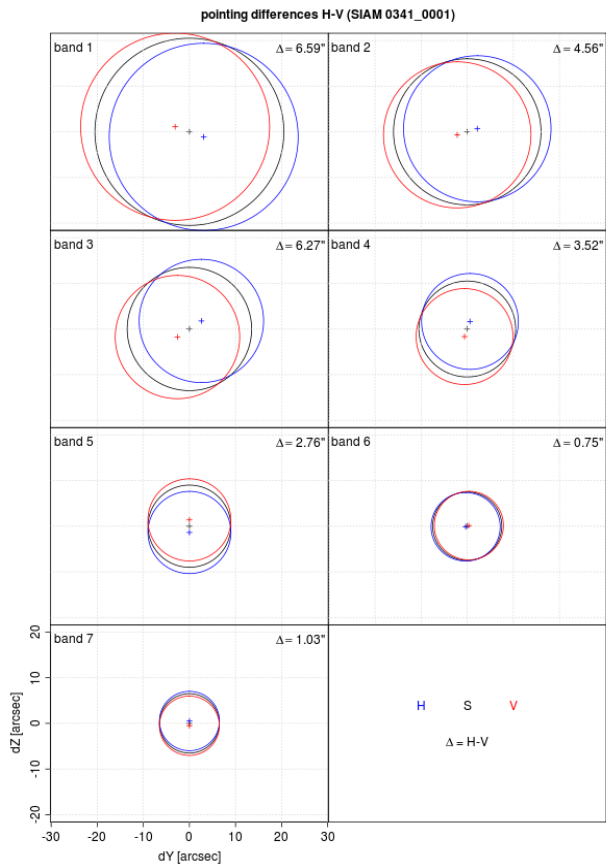 pointing differences H-V (SIAM 0341_0001)
band 1 Δ= 6.59"
band 2 Δ= 4.56"
band 3 Δ= 6.27"
band 4 Δ= 3.52"
band 5 Δ= 2.76"
band 6 Δ= 0.75"
band 7 Δ= 1.03"
H S V
Δ = H-V
20
10
0
-10
-20
dZ [arcsec]
-30 -20 -10 0 10 20 30
dY [arcsec]